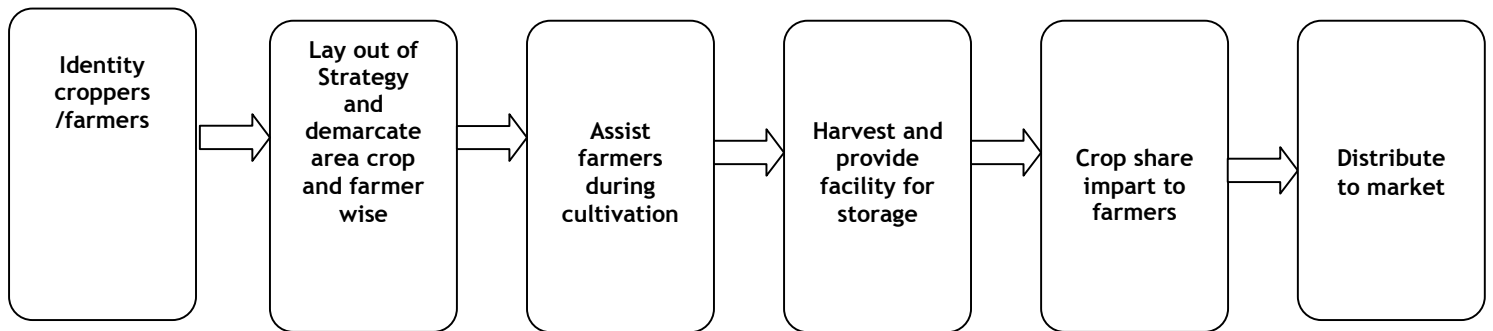 Identity
croppers
/farmers
Lay out of
Strategy
and
demarcate
area crop
and farmer
wise
Assist
farmers
during
cultivation
Harvest and
provide
facility for
storage
Crop share
impart to
farmers
Distribute
to market